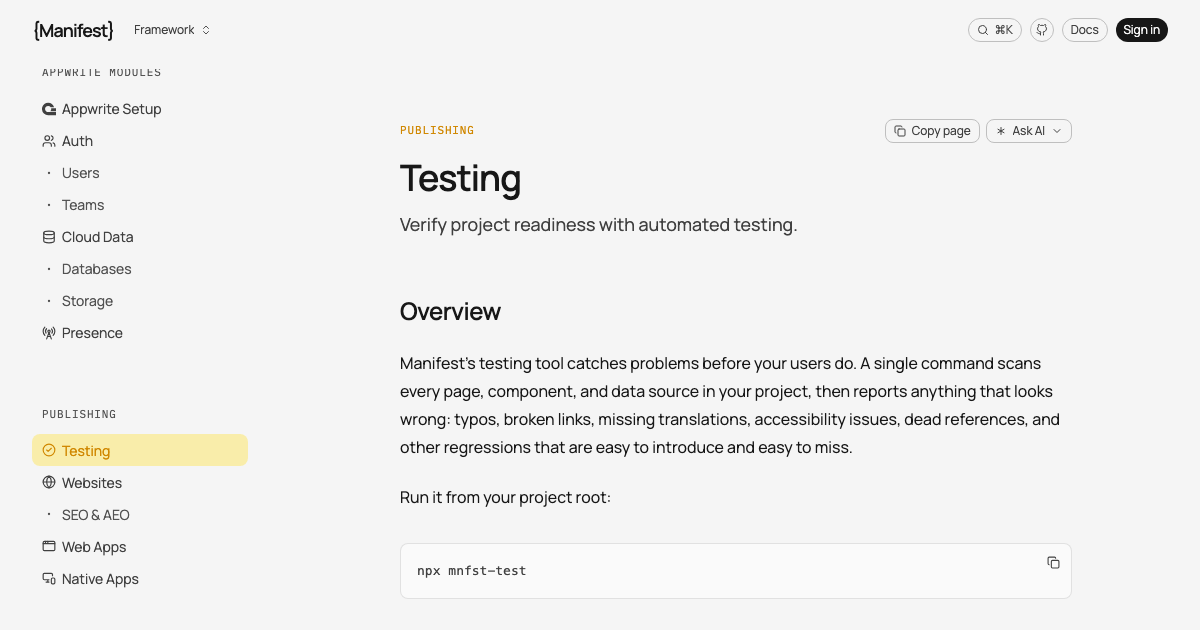 {Manifest}
Framework
⌘K
Docs
Sign in
APPWRITE MODULES
Appwrite Setup
Auth
Users
Teams
Cloud Data
Databases
Storage
Presence
PUBLISHING
Testing
Websites
SEO & AEO
Web Apps
Native Apps
PUBLISHING
Copy page
Ask AI
Testing
Verify project readiness with automated testing.
Overview
Manifest's testing tool catches problems before your users do. A single command scans
every page, component, and data source in your project, then reports anything that looks
wrong: typos, broken links, missing translations, accessibility issues, dead references, and
other regressions that are easy to introduce and easy to miss.
Run it from your project root:
npx mnfst-test